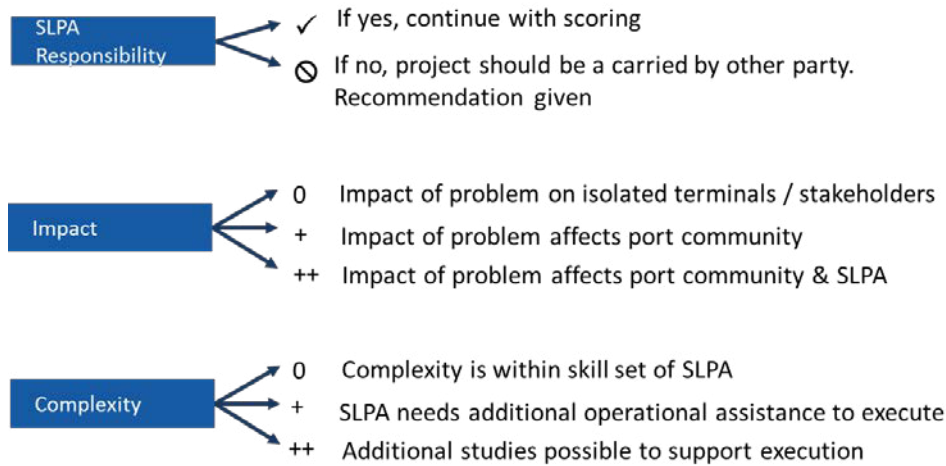 SLPA
Responsibility
✓ If yes, continue with scoring
🛇 If no, project should be a carried by other party.
Recommendation given
Impact
0 Impact of problem on isolated terminals / stakeholders
+ Impact of problem affects port community
++ Impact of problem affects port community & SLPA
Complexity
0 Complexity is within skill set of SLPA
+ SLPA needs additional operational assistance to execute
++ Additional studies possible to support execution